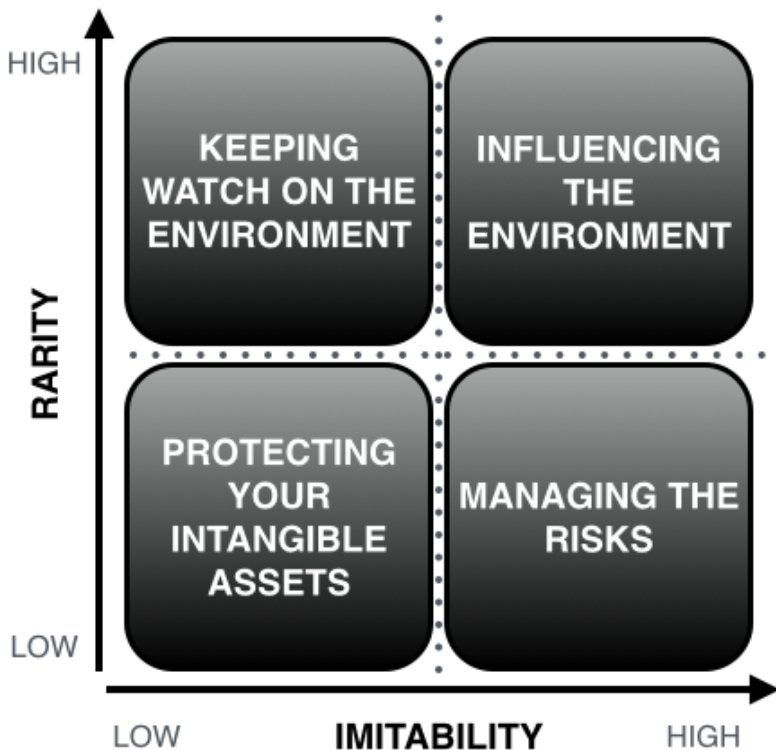 HIGH
KEEPING
WATCH ON THE
ENVIRONMENT
INFLUENCING
THE
ENVIRONMENT
RARITY
PROTECTING
YOUR
INTANGIBLE
ASSETS
MANAGING THE
RISKS
LOW
LOW
IMITABILITY
HIGH